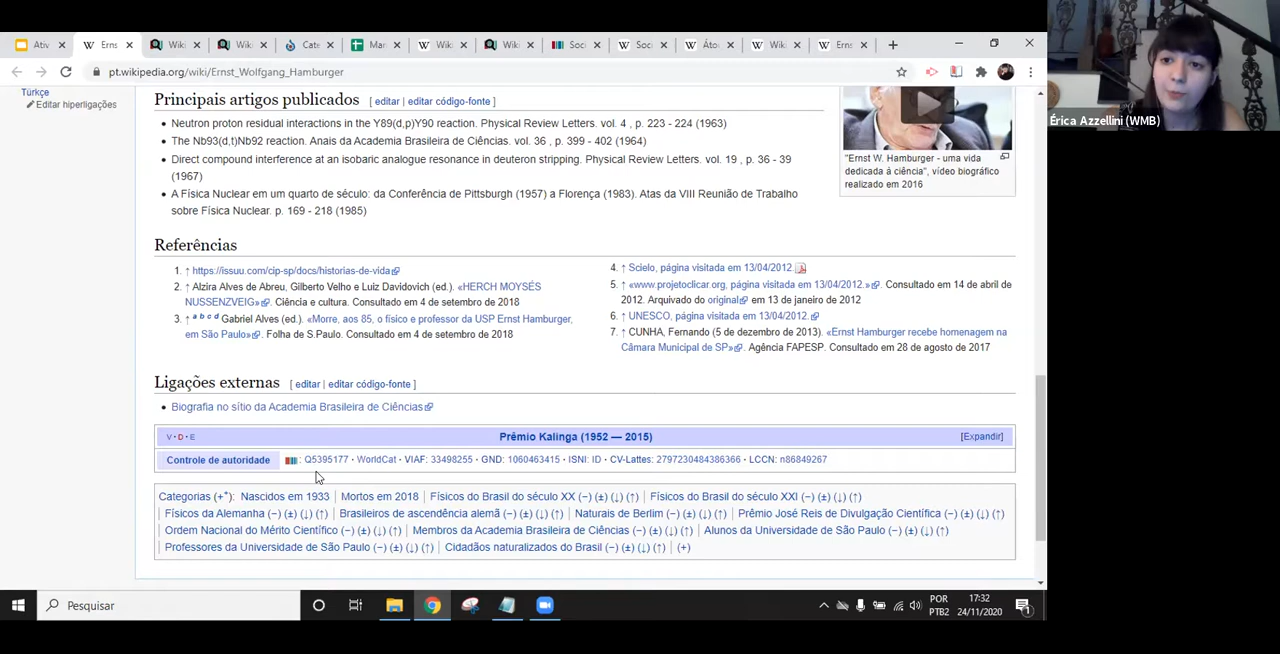 Ativ
Erns
Wiki
Wiki
Cate
Mar
Wiki
Wiki
Soci
Soc
Áto
Wiki
Erns
pt.wikipedia.org/wiki/Ernst_Wolfgang_Hamburger
Érica Azzellini (WMB)
Türkçe
Editar hiperligações
Principais artigos publicados [ editar | editar código-fonte ]
Neutron proton residual interactions in the Y89(d,p)Y90 reaction. Physical Review Letters. vol. 4 , p. 223 - 224 (1963)
The Nb93(d,t)Nb92 reaction. Anais da Academia Brasileira de Ciências. vol. 36 , p. 399 - 402 (1964)
Direct compound interference at an isobaric analogue resonance in deuteron stripping. Physical Review Letters. vol. 19 , p. 36 - 39
(1967)
A Física Nuclear em um quarto de século: da Conferência de Pittsburgh (1957) a Florença (1983). Atas da VIII Reunião de Trabalho
sobre Física Nuclear. p. 169 - 218 (1985)
"Ernst W. Hamburger - uma vida
dedicada á ciência", vídeo biográfico
realizado em 2016
Referências
1. ↑ https://issuu.com/cip-sp/docs/historias-de-vida
2. ↑ Alzira Alves de Abreu, Gilberto Velho e Luiz Davidovich (ed.). «HERCH MOYSÉS
NUSSENZVEIG». Ciência e cultura. Consultado em 4 de setembro de 2018
3. ↑ a b c d Gabriel Alves (ed.). «Morre, aos 85, o físico e professor da USP Ernst Hamburger,
em São Paulo». Folha de S.Paulo. Consultado em 4 de setembro de 2018
4. ↑ Scielo, página visitada em 13/04/2012.
5. ↑ «www.projetoclicar.org, página visitada em 13/04/2012.». Consultado em 14 de abril de
2012. Arquivado do original em 13 de janeiro de 2012
6. ↑ UNESCO, página visitada em 13/04/2012.
7. ↑ CUNHA, Fernando (5 de dezembro de 2013). «Ernst Hamburger recebe homenagem na
Câmara Municipal de SP». Agência FAPESP. Consultado em 28 de agosto de 2017
Ligações externas [ editar | editar código-fonte ]
Biografia no sítio da Academia Brasileira de Ciências
V • D • E Prêmio Kalinga (1952 — 2015) [Expandir]
Controle de autoridade : Q5395177 · WorldCat · VIAF: 33498255 · GND: 1060463415 · ISNI: ID · CV-Lattes: 2797230484386366 · LCCN: n86849267
Categorias (+⁺): Nascidos em 1933 | Mortos em 2018 | Físicos do Brasil do século XX (−) (±) (↓) (↑) | Físicos do Brasil do século XXI (−) (±) (↓) (↑)
Físicos da Alemanha (−) (±) (↓) (↑) | Brasileiros de ascendência alemã (−) (±) (↓) (↑) | Naturais de Berlim (−) (±) (↓) (↑) | Prêmio José Reis de Divulgação Científica (−) (±) (↓) (↑)
Ordem Nacional do Mérito Científico (−) (±) (↓) (↑) | Membros da Academia Brasileira de Ciências (−) (±) (↓) (↑) | Alunos da Universidade de São Paulo (−) (±) (↓) (↑)
Professores da Universidade de São Paulo (−) (±) (↓) (↑) | Cidadãos naturalizados do Brasil (−) (±) (↓) (↑) | (+)
Pesquisar
POR
PTB2
17:32
24/11/2020
1